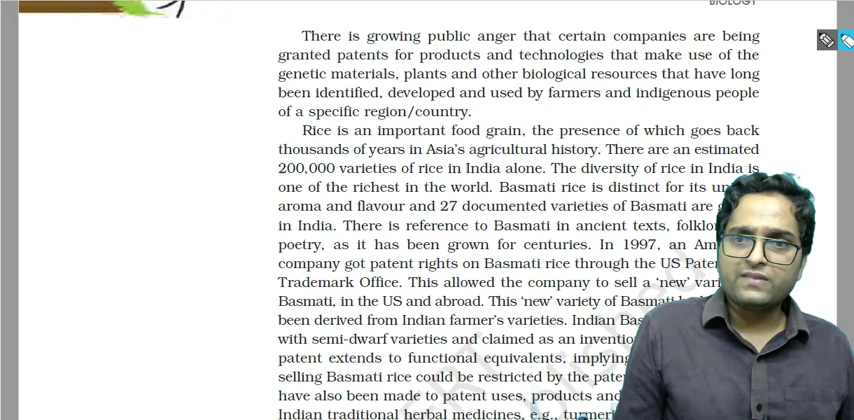 BIOLOGY
There is growing public anger that certain companies are being
granted patents for products and technologies that make use of the
genetic materials, plants and other biological resources that have long
been identified, developed and used by farmers and indigenous people
of a specific region/country.
Rice is an important food grain, the presence of which goes back
thousands of years in Asia's agricultural history. There are an estimated
200,000 varieties of rice in India alone. The diversity of rice in India is
one of the richest in the world. Basmati rice is distinct for its
aroma and flavour and 27 documented varieties of Basmati are
in India. There is reference to Basmati in ancient texts,
poetry, as it has been grown for centuries. In 1997, an
company got patent rights on Basmati rice through the US
Trademark Office. This allowed the company to sell a ‘new’
Basmati, in the US and abroad. This ‘new’ variety of Basmati
been derived from Indian farmer's varieties. Indian
with semi-dwarf varieties and claimed as an
patent extends to functional equivalents,
selling Basmati rice could be restricted by the
have also been made to patent uses, products
Indian traditional herbal medicines, e.g.,